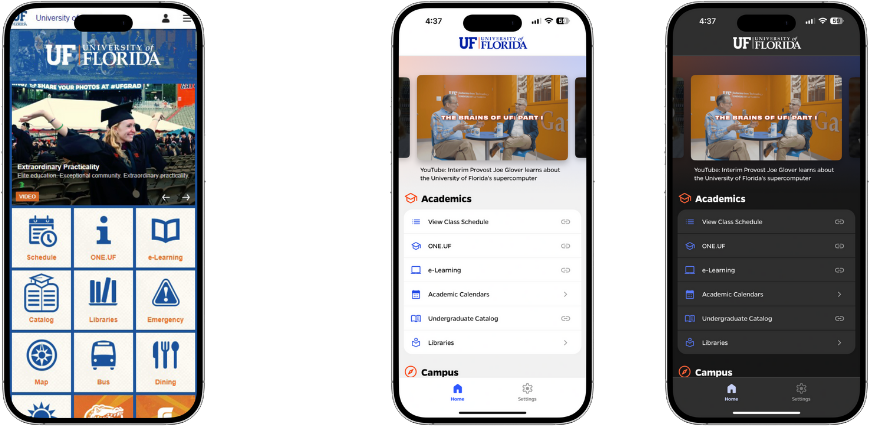 UF
University of
UF UNIVERSITY of
FLORIDA
SHARE YOUR PHOTOS AT #UFGRAD
Extraordinary Practicality
Elite education–Exceptional community. Extraordinary practicality
VIDEO
Schedule
ONE.UF
e-Learning
Catalog
Libraries
Emergency
Map
Bus
Dining
4:37
UF UNIVERSITY of
FLORIDA
THE BRAINS OF UF: PART I
YouTube: Interim Provost Joe Glover learns about
the University of Florida's supercomputer
Academics
View Class Schedule
ONE.UF
e-Learning
Academic Calendars
Undergraduate Catalog
Libraries
Campus
Home
Settings
4:37
UF UNIVERSITY of
FLORIDA
THE BRAINS OF UF: PART I
YouTube: Interim Provost Joe Glover learns about
the University of Florida's supercomputer
Academics
View Class Schedule
ONE.UF
e-Learning
Academic Calendars
Undergraduate Catalog
Libraries
Campus
Home
Settings